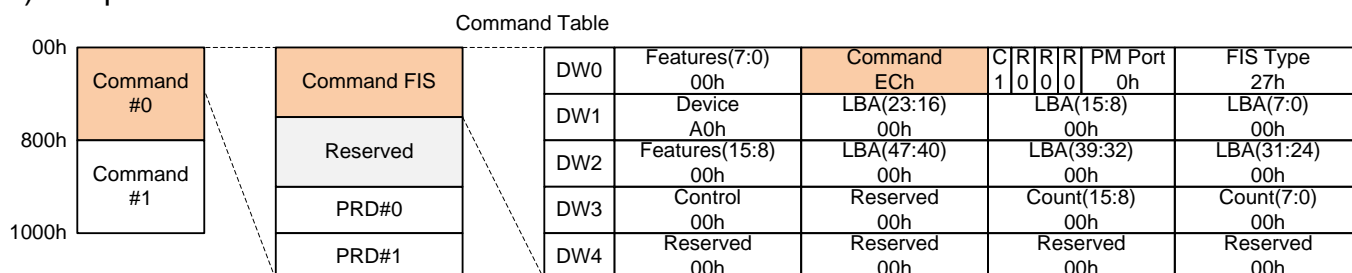 Command Table
00h
Command
#0
800h
Command
#1
1000h
Command FIS
Reserved
PRD#0
PRD#1
DW0 Features(7:0) Command C R R R PM Port FIS Type
00h ECh 1 0 0 0 0h 27h
DW1 Device LBA(23:16) LBA(15:8) LBA(7:0)
A0h 00h 00h 00h
DW2 Features(15:8) LBA(47:40) LBA(39:32) LBA(31:24)
00h 00h 00h 00h
DW3 Control Reserved Count(15:8) Count(7:0)
00h 00h 00h 00h
DW4 Reserved Reserved Reserved Reserved
00h 00h 00h 00h